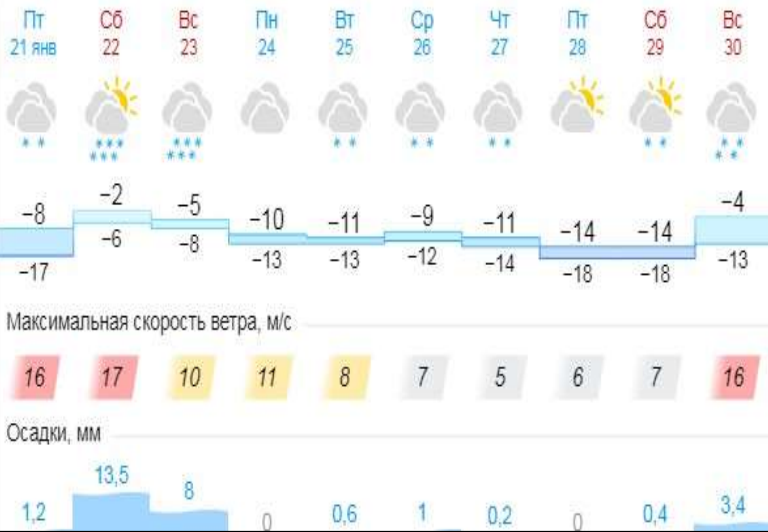 Пт Сб Вс Пн Вт Ср Чт Пт Сб Вс
21 янв 22 23 24 25 26 27 28 29 30
−8 −2 −5 −10 −11 −9 −11 −14 −14 −4
−17 −6 −8 −13 −13 −12 −14 −18 −18 −13
Максимальная скорость ветра, м/с
16 17 10 11 8 7 5 6 7 16
Осадки, мм
1,2 13,5 8 0 0,6 1 0,2 0 0,4 3,4